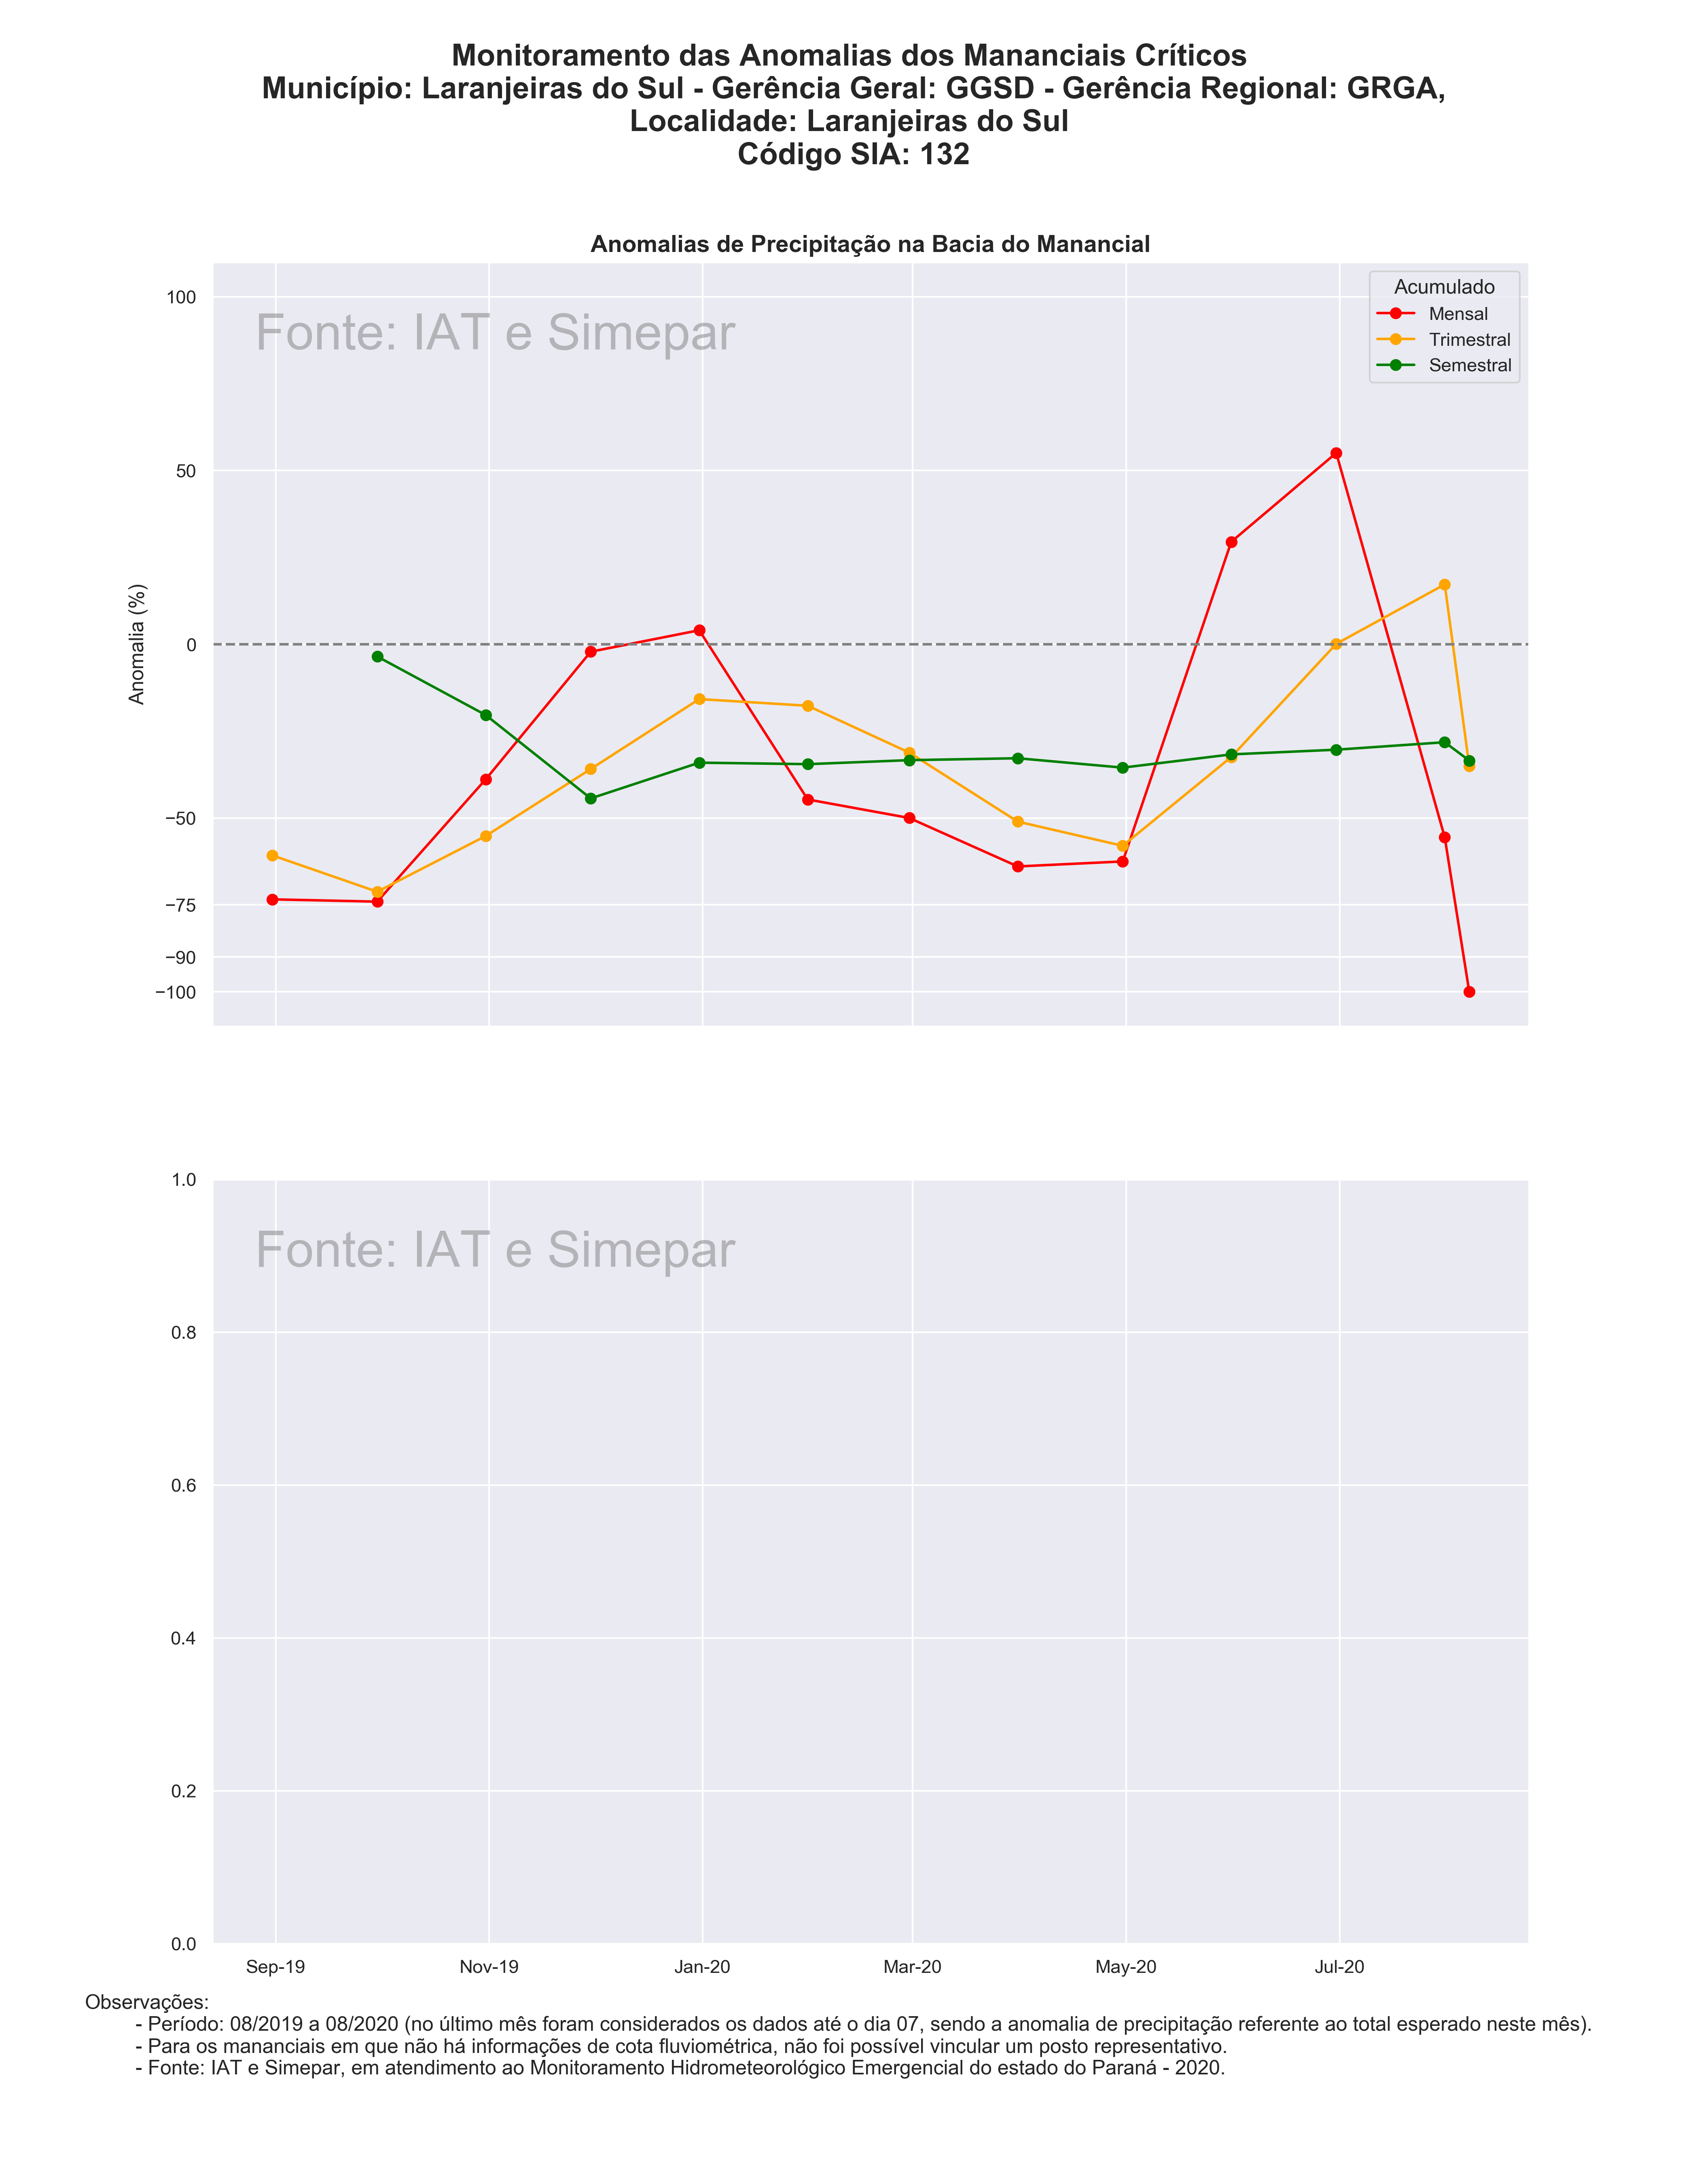 Monitoramento das Anomalias dos Mananciais Críticos
Município: Laranjeiras do Sul - Gerência Geral: GGSD - Gerência Regional: GRGA,
Localidade: Laranjeiras do Sul
Código SIA: 132
Anomalias de Precipitação na Bacia do Manancial
Fonte: IAT e Simepar
Acumulado
Mensal
Trimestral
Semestral
Anomalia (%)
100
50
0
−50
−75
−90
−100
Fonte: IAT e Simepar
1.0
0.8
0.6
0.4
0.2
0.0
Sep-19 Nov-19 Jan-20 Mar-20 May-20 Jul-20
Observações:
- Período: 08/2019 a 08/2020 (no último mês foram considerados os dados até o dia 07, sendo a anomalia de precipitação referente ao total esperado neste mês).
- Para os mananciais em que não há informações de cota fluviométrica, não foi possível vincular um posto representativo.
- Fonte: IAT e Simepar, em atendimento ao Monitoramento Hidrometeorológico Emergencial do estado do Paraná - 2020.